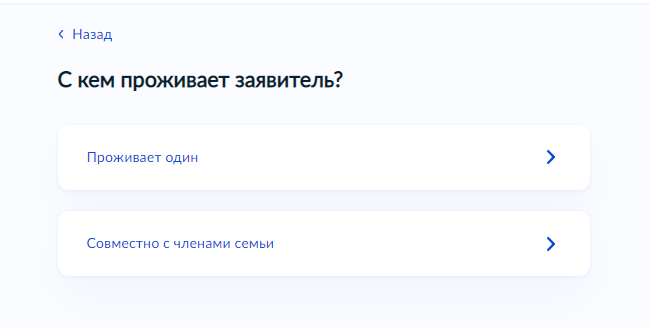 Назад
С кем проживает заявитель?
Проживает один
Совместно с членами семьи